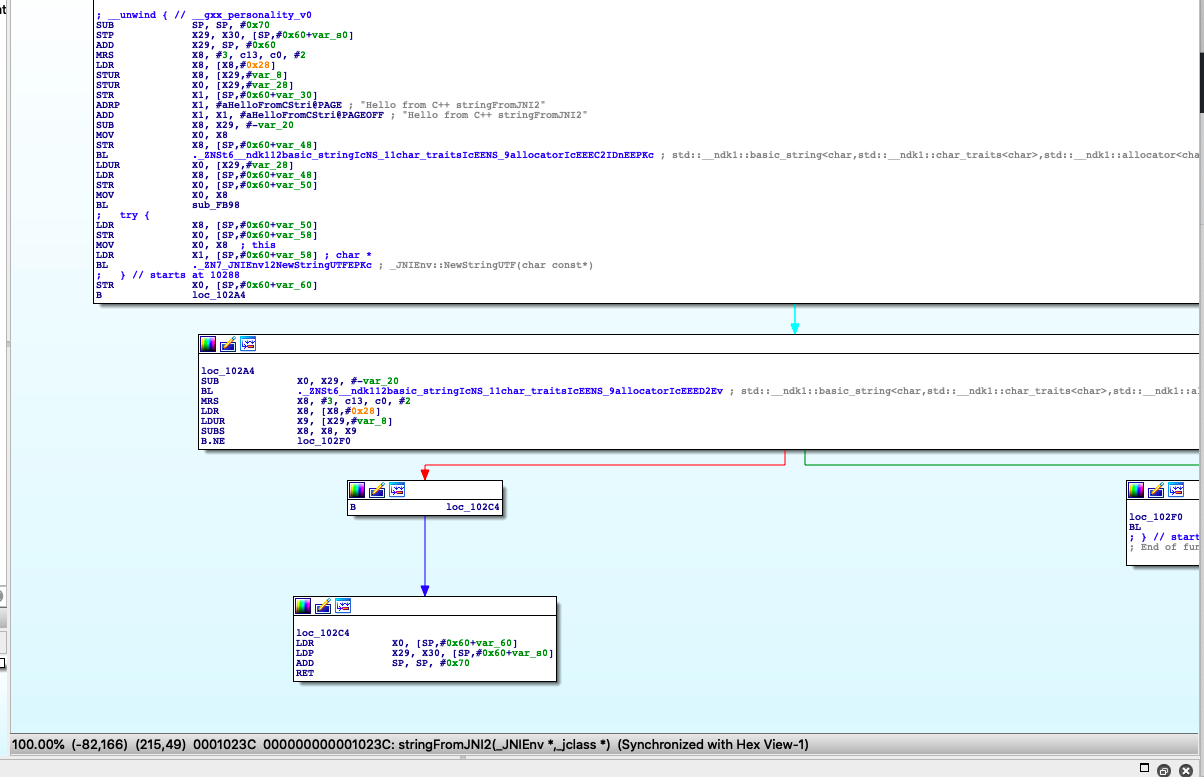 ; __unwind { // __gxx_personality_v0
SUB SP, SP, #0x70
STP X29, X30, [SP,#0x60+var_s0]
ADD X29, SP, #0x60
MRS X8, #3, c13, c0, #2
LDR X8, [X8,#0x28]
STUR X8, [X29,#var_8]
STUR X0, [X29,#var_28]
STR X1, [SP,#0x60+var_30]
ADRP X1, #aHelloFromCStri@PAGE ; "Hello from C++ stringFromJNI2"
ADD X1, X1, #aHelloFromCStri@PAGEOFF ; "Hello from C++ stringFromJNI2"
SUB X8, X29, #-var_20
MOV X0, X8
STR X8, [SP,#0x60+var_48]
BL ._ZNSt6__ndk112basic_stringIcNS_11char_traitsIcEENS_9allocatorIcEEEC2IDnEEPKc ; std::__ndk1::basic_string<char,std::__ndk1::char_traits<char>,std::__ndk1::allocator<cha
LDUR X0, [X29,#var_28]
LDR X8, [SP,#0x60+var_48]
STR X0, [SP,#0x60+var_50]
MOV X0, X8
BL sub_FB98
; try {
LDR X8, [SP,#0x60+var_50]
STR X0, [SP,#0x60+var_58]
MOV X0, X8 ; this
LDR X1, [SP,#0x60+var_58] ; char *
BL ._ZN7_JNIEnv12NewStringUTFEPKc ; _JNIEnv::NewStringUTF(char const*)
; } // starts at 10288
STR X0, [SP,#0x60+var_60]
B loc_102A4
loc_102A4
SUB X0, X29, #-var_20
BL ._ZNSt6__ndk112basic_stringIcNS_11char_traitsIcEENS_9allocatorIcEEED2Ev ; std::__ndk1::basic_string<char,std::__ndk1::char_traits<char>,std::__ndk1::al
MRS X8, #3, c13, c0, #2
LDR X8, [X8,#0x28]
LDUR X9, [X29,#var_8]
SUBS X8, X8, X9
B.NE loc_102F0
B loc_102C4
loc_102F0
BL
; } // start
; End of fun
loc_102C4
LDR X0, [SP,#0x60+var_60]
LDP X29, X30, [SP,#0x60+var_s0]
ADD SP, SP, #0x70
RET
100.00% (-82,166) (215,49) 0001023C 000000000001023C: stringFromJNI2(_JNIEnv *,_jclass *) (Synchronized with Hex View-1)